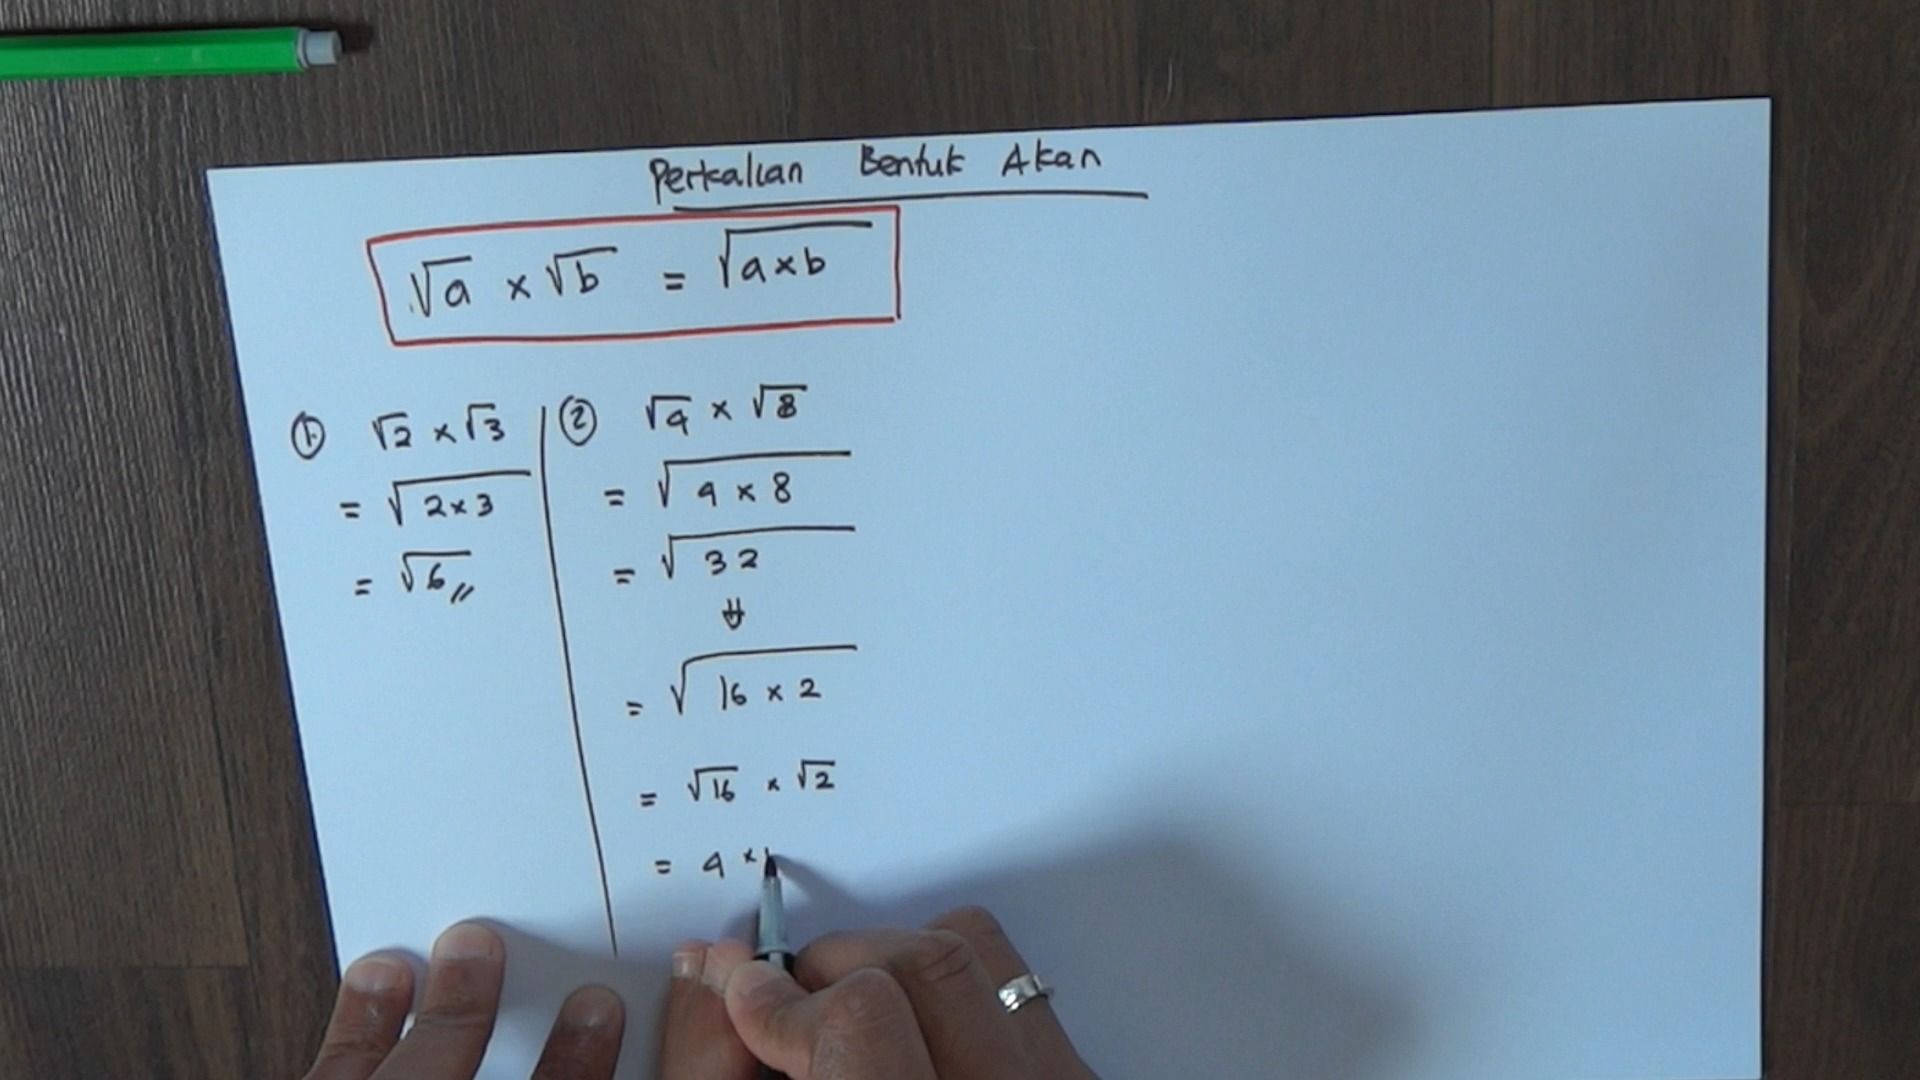 Perkalian Bentuk Akan
√a × √b = √a×b
① √2 × √3
= √2×3
= √6 //
② √4 × √8
= √4 × 8
= √32
⇓
= √16 × 2
= √16 × √2
= 4 ×